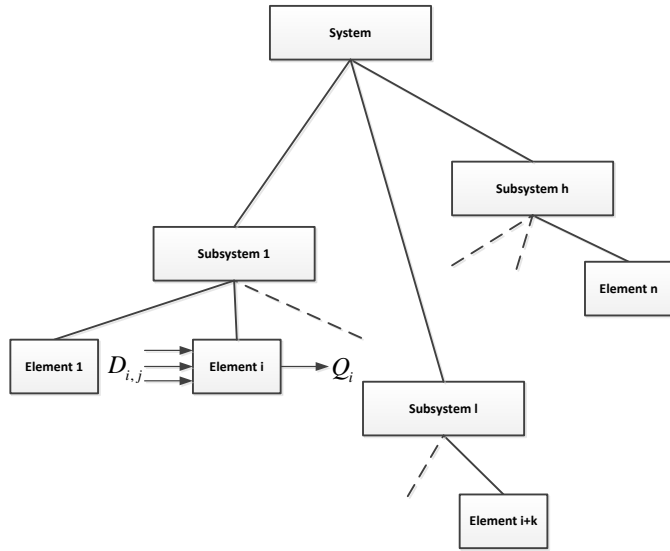 System
Subsystem h
Subsystem 1
Element n
Element 1
D_{i,j}
Element i
Q_i
Subsystem l
Element i+k